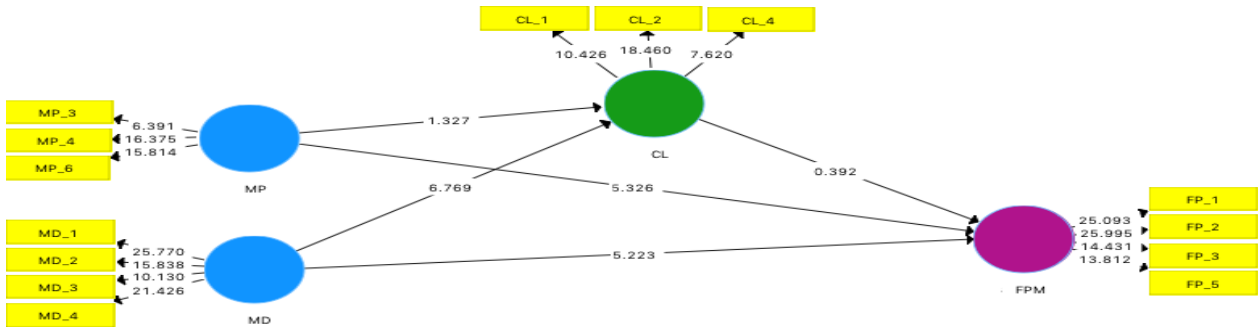 CL_1
CL_2
CL_4
10.426
18.460
7.620
MP_3
MP_4
MP_6
6.391
16.375
15.814
MP
1.327
CL
0.392
6.769
5.326
MD_1
MD_2
MD_3
MD_4
25.770
15.838
10.130
21.426
MD
5.223
FPM
25.093
25.995
14.431
13.812
FP_1
FP_2
FP_3
FP_5